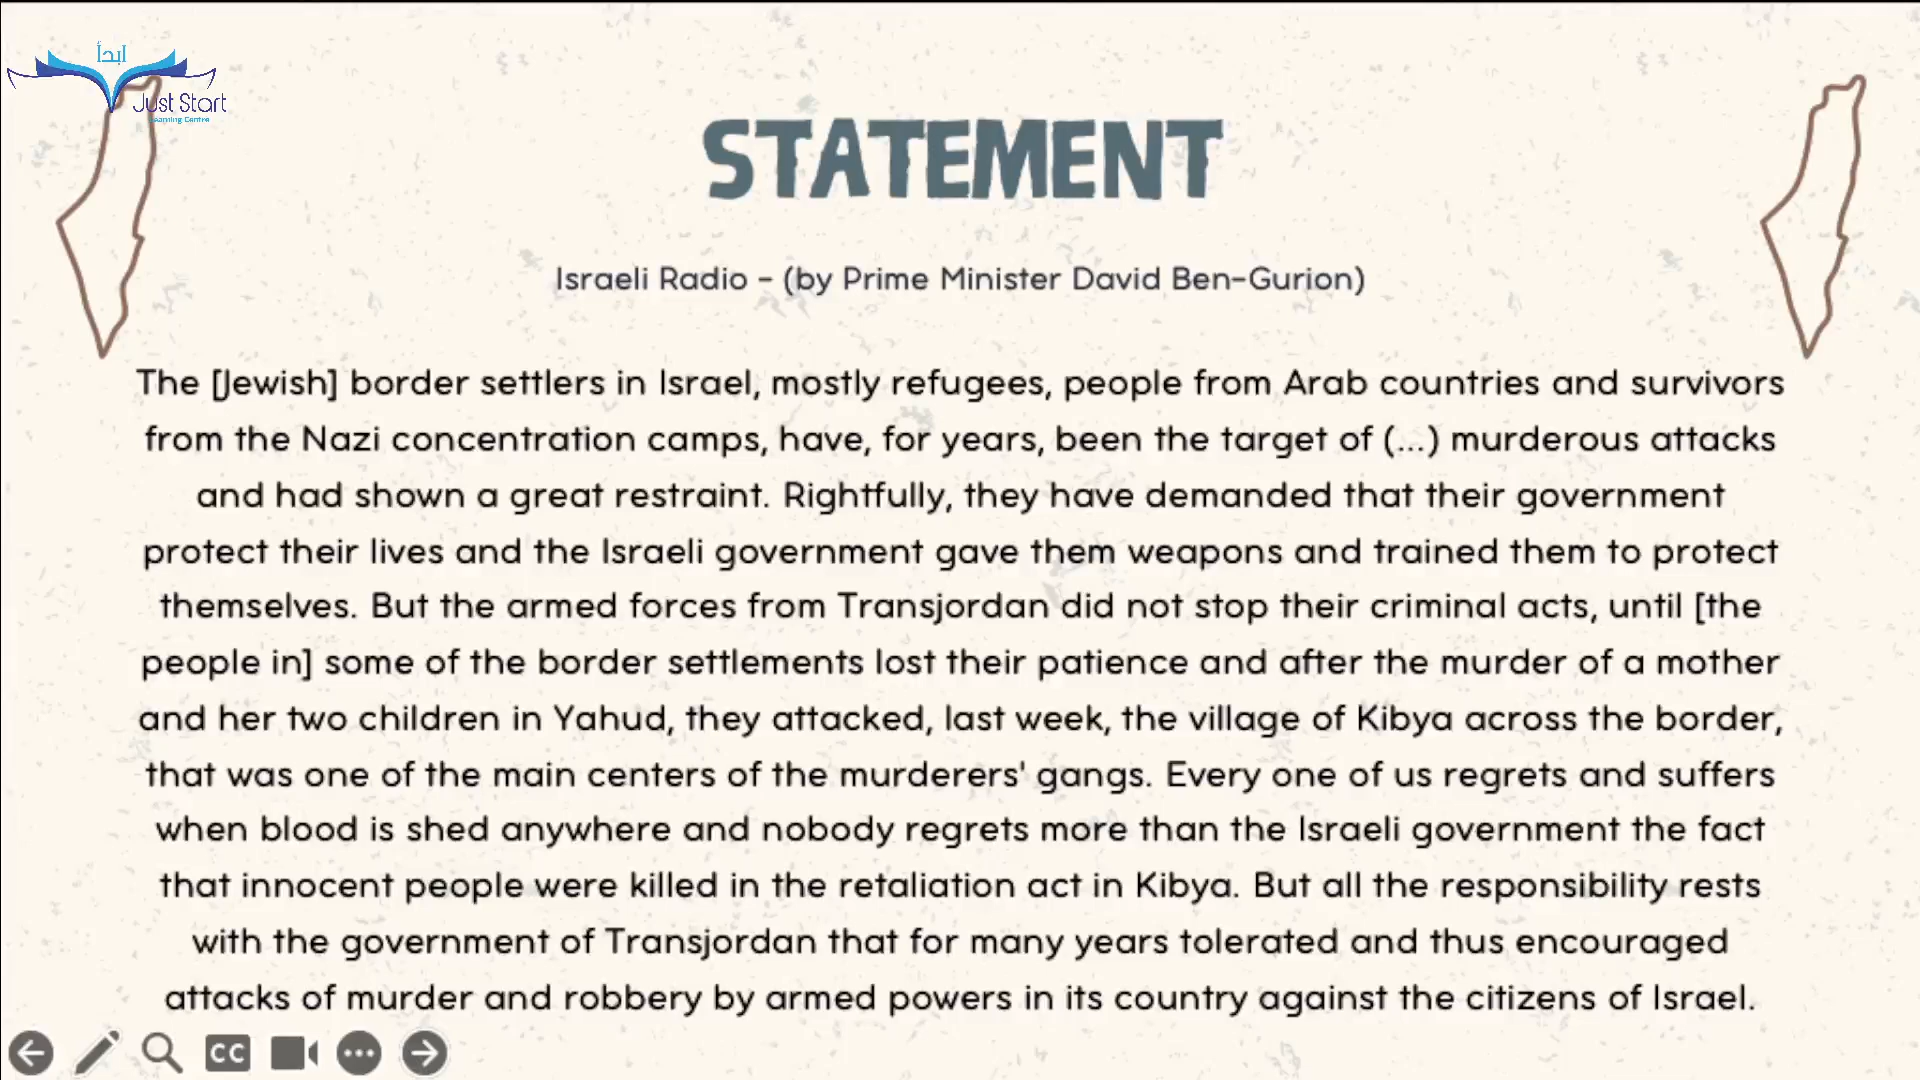 ابدأ
Just Start
Learning Centre
STATEMENT
Israeli Radio - (by Prime Minister David Ben-Gurion)
The [Jewish] border settlers in Israel, mostly refugees, people from Arab countries and survivors
from the Nazi concentration camps, have, for years, been the target of (...) murderous attacks
and had shown a great restraint. Rightfully, they have demanded that their government
protect their lives and the Israeli government gave them weapons and trained them to protect
themselves. But the armed forces from Transjordan did not stop their criminal acts, until [the
people in] some of the border settlements lost their patience and after the murder of a mother
and her two children in Yahud, they attacked, last week, the village of Kibya across the border,
that was one of the main centers of the murderers' gangs. Every one of us regrets and suffers
when blood is shed anywhere and nobody regrets more than the Israeli government the fact
that innocent people were killed in the retaliation act in Kibya. But all the responsibility rests
with the government of Transjordan that for many years tolerated and thus encouraged
attacks of murder and robbery by armed powers in its country against the citizens of Israel.
CC